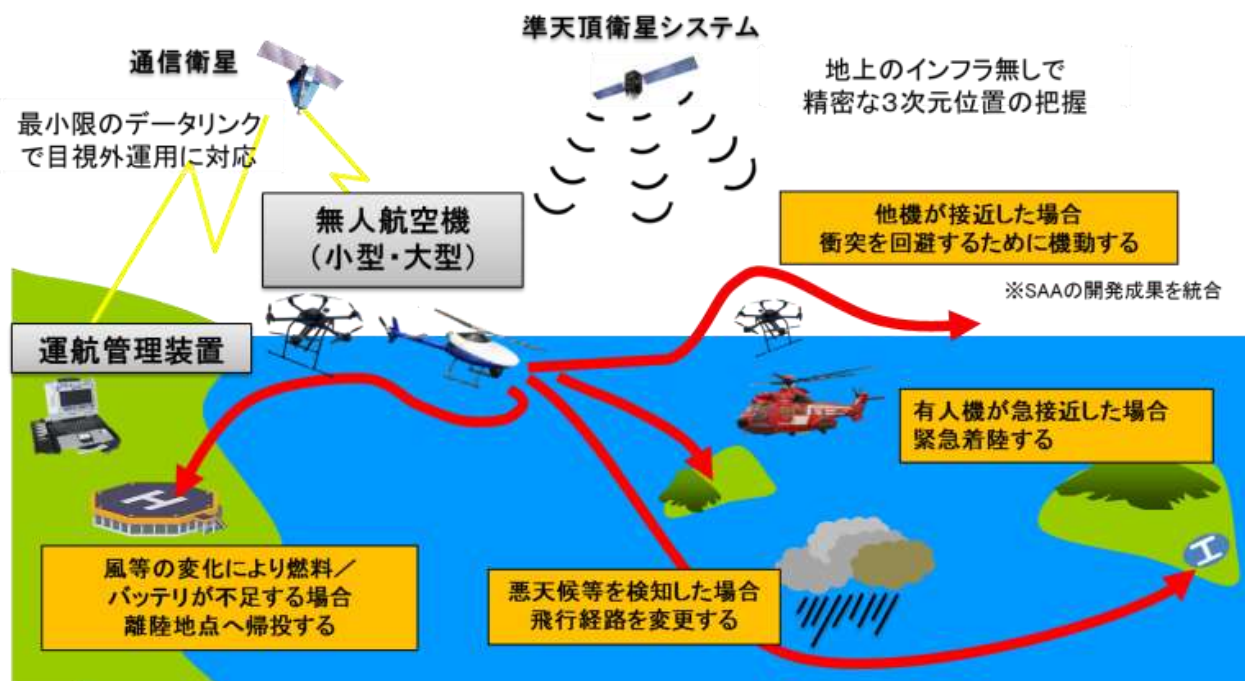 準天頂衛星システム
通信衛星
地上のインフラ無しで
精密な3次元位置の把握
最小限のデータリンク
で目視外運用に対応
無人航空機
(小型・大型)
他機が接近した場合
衝突を回避するために機動する
※SAAの開発成果を統合
運航管理装置
有人機が急接近した場合
緊急着陸する
H
H
風等の変化により燃料/
バッテリが不足する場合
離陸地点へ帰投する
悪天候等を検知した場合
飛行経路を変更する